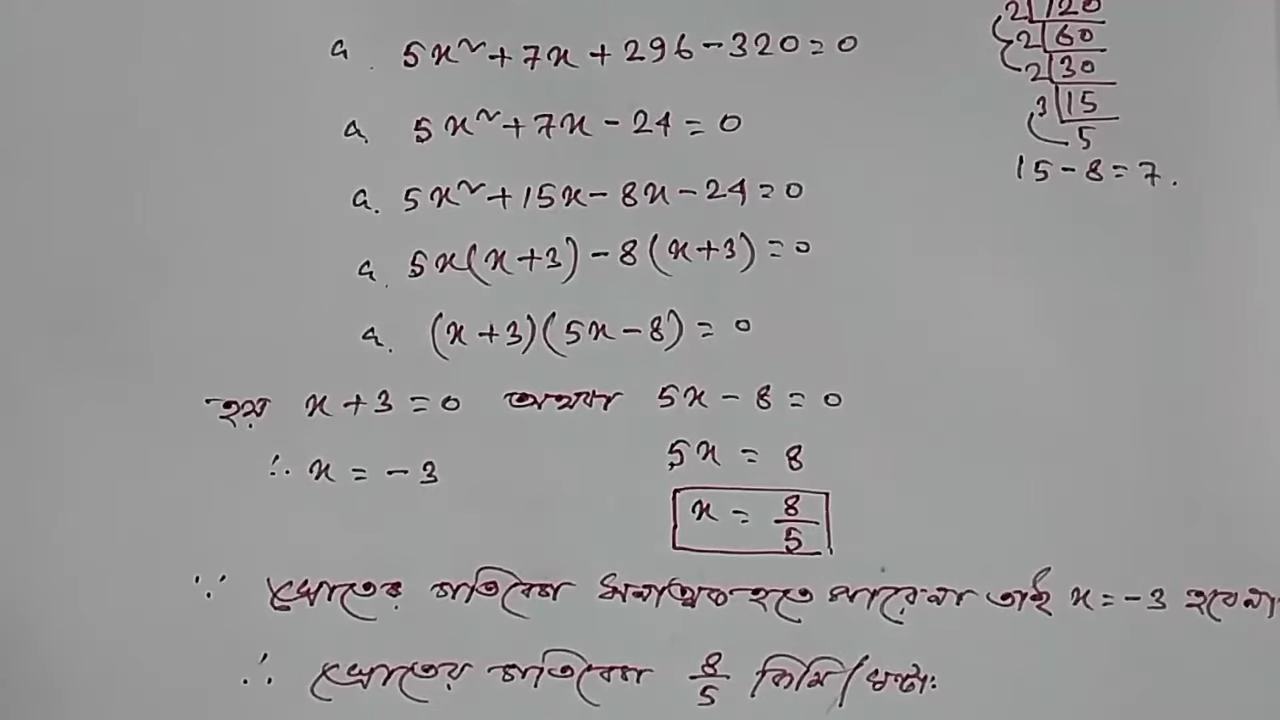 বা. 5x² + 7x + 296 - 320 = 0
বা. 5x² + 7x - 24 = 0
বা. 5x² + 15x - 8x - 24 = 0
বা. 5x(x+3) - 8(x+3) = 0
বা. (x+3)(5x-8) = 0
হয় x + 3 = 0 অথবা 5x - 8 = 0
∴ x = -3
5x = 8
x = 8/5
∵ স্রোতের গতিবেগ ঋনাত্মক হতে পারেনা তাই x = -3 হবেনা
∴ স্রোতের গতিবেগ 8/5 কিমি/ঘন্টা
2|120
2|60
2|30
3|15
5
15-8=7.